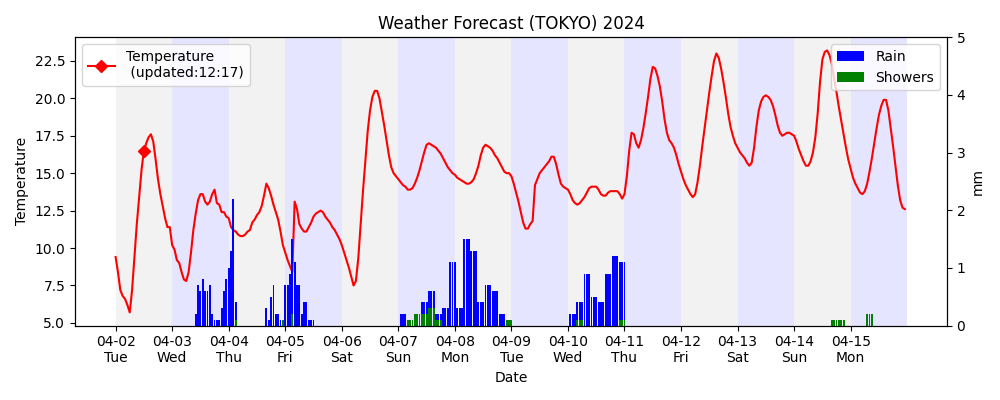 Weather Forecast (TOKYO) 2024
Temperature
(updated:12:17)
Rain
Showers
Temperature
22.5
20.0
17.5
15.0
12.5
10.0
7.5
5.0
5
4
3
2
1
0
mm
04-02 04-03 04-04 04-05 04-06 04-07 04-08 04-09 04-10 04-11 04-12 04-13 04-14 04-15
Tue Wed Thu Fri Sat Sun Mon Tue Wed Thu Fri Sat Sun Mon
Date